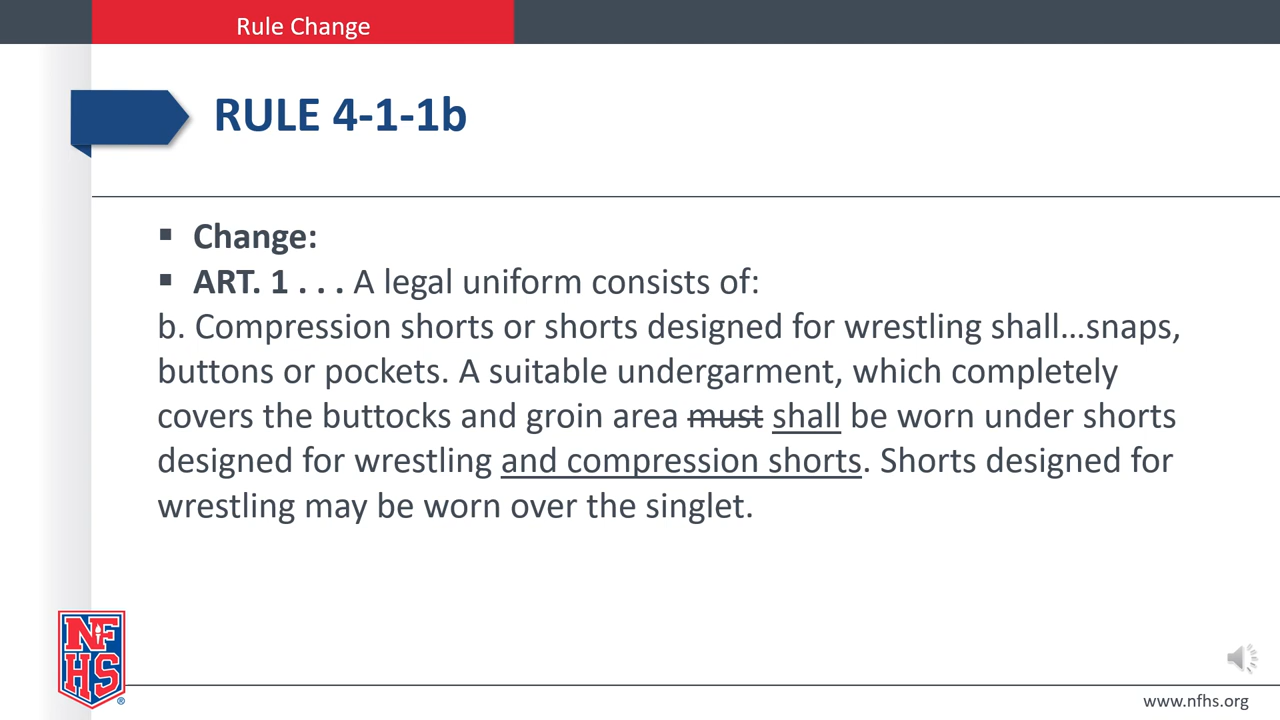 Rule Change
RULE 4-1-1b
▪ Change:
▪ ART. 1 . . . A legal uniform consists of:
b. Compression shorts or shorts designed for wrestling shall…snaps,
buttons or pockets. A suitable undergarment, which completely
covers the buttocks and groin area must shall be worn under shorts
designed for wrestling and compression shorts. Shorts designed for
wrestling may be worn over the singlet.
NF
HS
®
www.nfhs.org